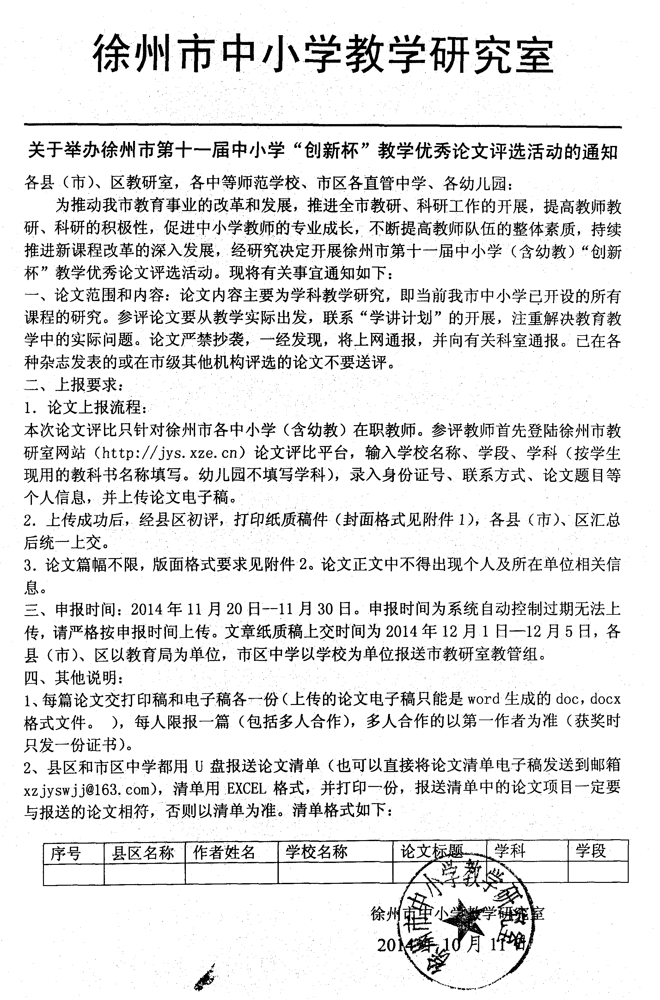 徐州市中小学教学研究室
关于举办徐州市第十一届中小学“创新杯”教学优秀论文评选活动的通知
各县（市）、区教研室，各中等师范学校、市区各直管中学、各幼儿园：
为推动我市教育事业的改革和发展，推进全市教研、科研工作的开展，提高教师教
研、科研的积极性，促进中小学教师的专业成长，不断提高教师队伍的整体素质，持续
推进新课程改革的深入发展，经研究决定开展徐州市第十一届中小学（含幼教）“创新
杯”教学优秀论文评选活动。现将有关事宜通知如下：
一、论文范围和内容：论文内容主要为学科教学研究，即当前我市中小学已开设的所有
课程的研究。参评论文要从教学实际出发，联系“学讲计划”的开展，注重解决教育教
学中的实际问题。论文严禁抄袭，一经发现，将上网通报，并向有关科室通报。已在各
种杂志发表的或在市级其他机构评选的论文不要送评。
二、上报要求：
1．论文上报流程：
本次论文评比只针对徐州市各中小学（含幼教）在职教师。参评教师首先登陆徐州市教
研室网站（http://jys.xze.cn）论文评比平台，输入学校名称、学段、学科（按学生
现用的教科书名称填写。幼儿园不填写学科），录入身份证号、联系方式、论文题目等
个人信息，并上传论文电子稿。
2．上传成功后，经县区初评，打印纸质稿件（封面格式见附件1），各县（市）、区汇总
后统一上交。
3．论文篇幅不限，版面格式要求见附件2。论文正文中不得出现个人及所在单位相关信
息。
三、申报时间：2014年11月20日--11月30日。申报时间为系统自动控制过期无法上
传，请严格按申报时间上传。文章纸质稿上交时间为2014年12月1日—12月5日，各
县（市）、区以教育局为单位，市区中学以学校为单位报送市教研室教管组。
四、其他说明：
1、每篇论文交打印稿和电子稿各一份（上传的论文电子稿只能是word生成的doc，docx
格式文件。 ），每人限报一篇（包括多人合作），多人合作的以第一作者为准（获奖时
只发一份证书）。
2、县区和市区中学都用 U 盘报送论文清单（也可以直接将论文清单电子稿发送到邮箱
xzjyswjj@163.com），清单用 EXCEL 格式，并打印一份，报送清单中的论文项目一定要
与报送的论文相符，否则以清单为准。清单格式如下：
序号 县区名称 作者姓名 学校名称 论文标题 学科 学段
徐州市中小学教学研究室
徐州市中小学教学研究室
2014年10月11日